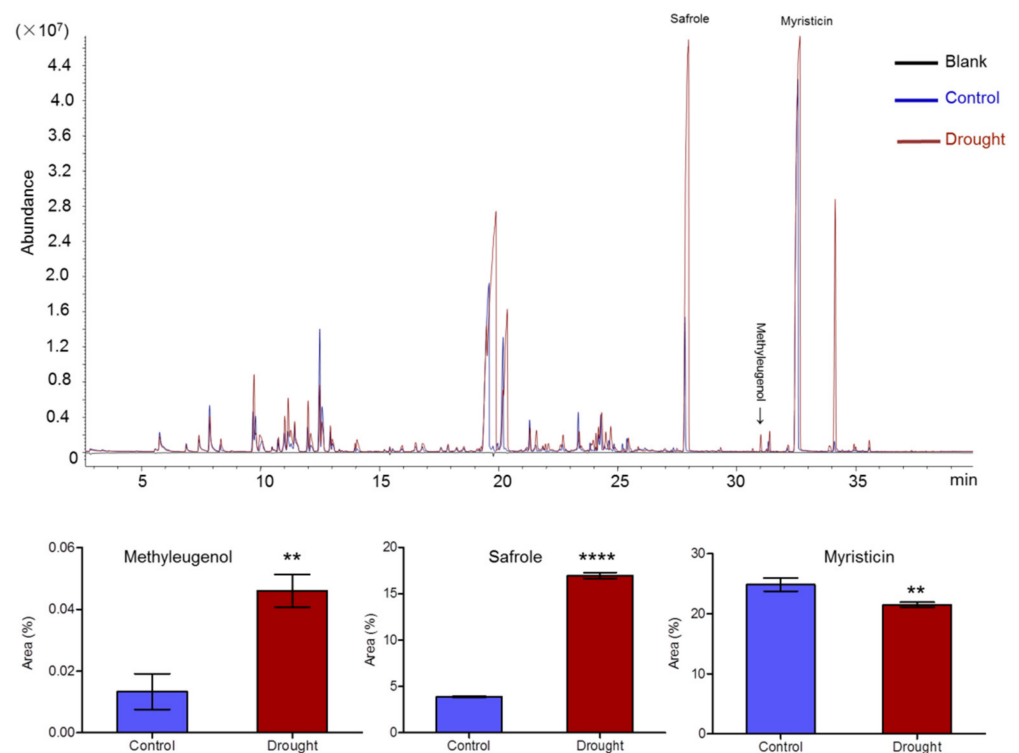 Safrole
Myristicin
(×10⁷)
4.4
4.0
3.6
3.2
2.8
2.4
2.0
1.6
1.2
0.8
0.4
0
Abundance
Blank
Control
Drought
Methyleugenol
5 10 15 20 25 30 35 min
Methyleugenol
**
0.06
0.04
0.02
0.00
Area (%)
Control Drought
Safrole
****
20
15
10
5
0
Area (%)
Control Drought
Myristicin
**
30
20
10
0
Area (%)
Control Drought